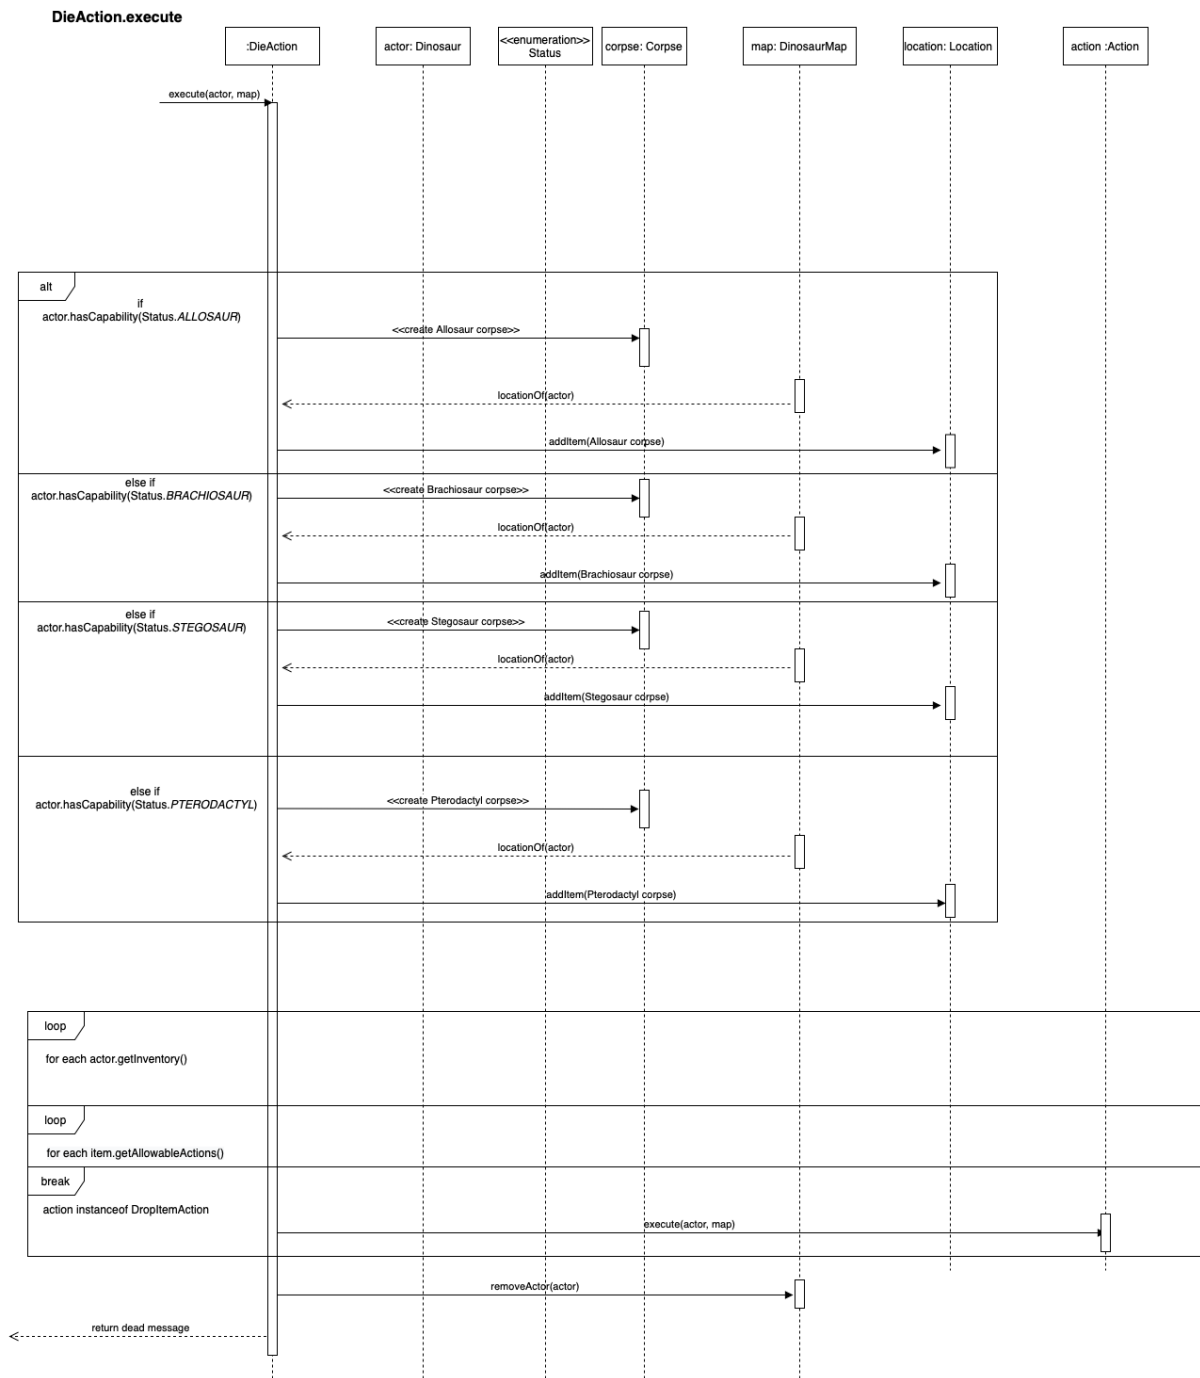 DieAction.execute
:DieAction
actor: Dinosaur
<<enumeration>>
Status
corpse: Corpse
map: DinosaurMap
location: Location
action :Action
execute(actor, map)
alt
if
actor.hasCapability(Status.ALLOSAUR)
<<create Allosaur corpse>>
locationOf(actor)
addItem(Allosaur corpse)
else if
actor.hasCapability(Status.BRACHIOSAUR)
<<create Brachiosaur corpse>>
locationOf(actor)
addItem(Brachiosaur corpse)
else if
actor.hasCapability(Status.STEGOSAUR)
<<create Stegosaur corpse>>
locationOf(actor)
addItem(Stegosaur corpse)
else if
actor.hasCapability(Status.PTERODACTYL)
<<create Pterodactyl corpse>>
locationOf(actor)
addItem(Pterodactyl corpse)
loop
for each actor.getInventory()
loop
for each item.getAllowableActions()
break
action instanceof DropItemAction
execute(actor, map)
removeActor(actor)
return dead message